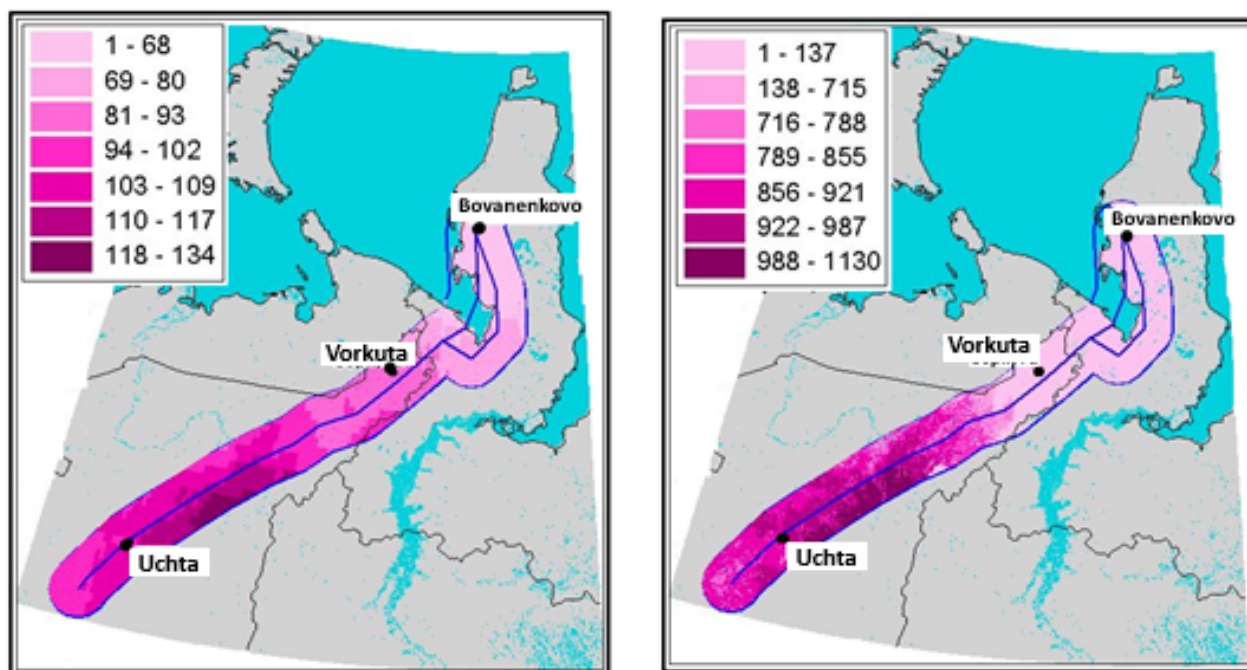 1 - 68
69 - 80
81 - 93
94 - 102
103 - 109
110 - 117
118 - 134
Bovanenkovo
Vorkuta
Uchta
1 - 137
138 - 715
716 - 788
789 - 855
856 - 921
922 - 987
988 - 1130
Bovanenkovo
Vorkuta
Uchta